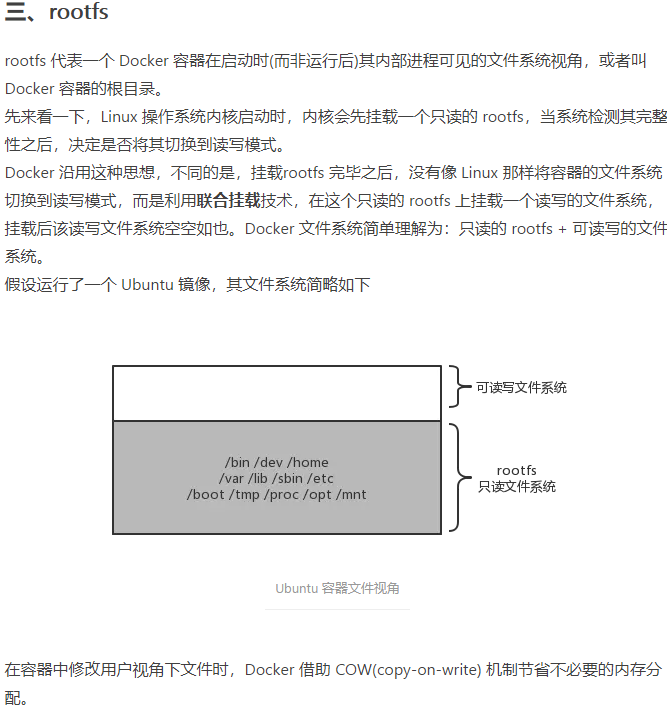 三、rootfs
rootfs 代表一个 Docker 容器在启动时(而非运行后)其内部进程可见的文件系统视角，或者叫
Docker 容器的根目录。
先来看一下，Linux 操作系统内核启动时，内核会先挂载一个只读的 rootfs，当系统检测其完整
性之后，决定是否将其切换到读写模式。
Docker 沿用这种思想，不同的是，挂载rootfs 完毕之后，没有像 Linux 那样将容器的文件系统
切换到读写模式，而是利用联合挂载技术，在这个只读的 rootfs 上挂载一个读写的文件系统，
挂载后该读写文件系统空空如也。Docker 文件系统简单理解为：只读的 rootfs + 可读写的文件
系统。
假设运行了一个 Ubuntu 镜像，其文件系统简略如下
可读写文件系统
/bin /dev /home
/var /lib /sbin /etc
/boot /tmp /proc /opt /mnt
rootfs
只读文件系统
Ubuntu 容器文件视角
在容器中修改用户视角下文件时，Docker 借助 COW(copy-on-write) 机制节省不必要的内存分
配。